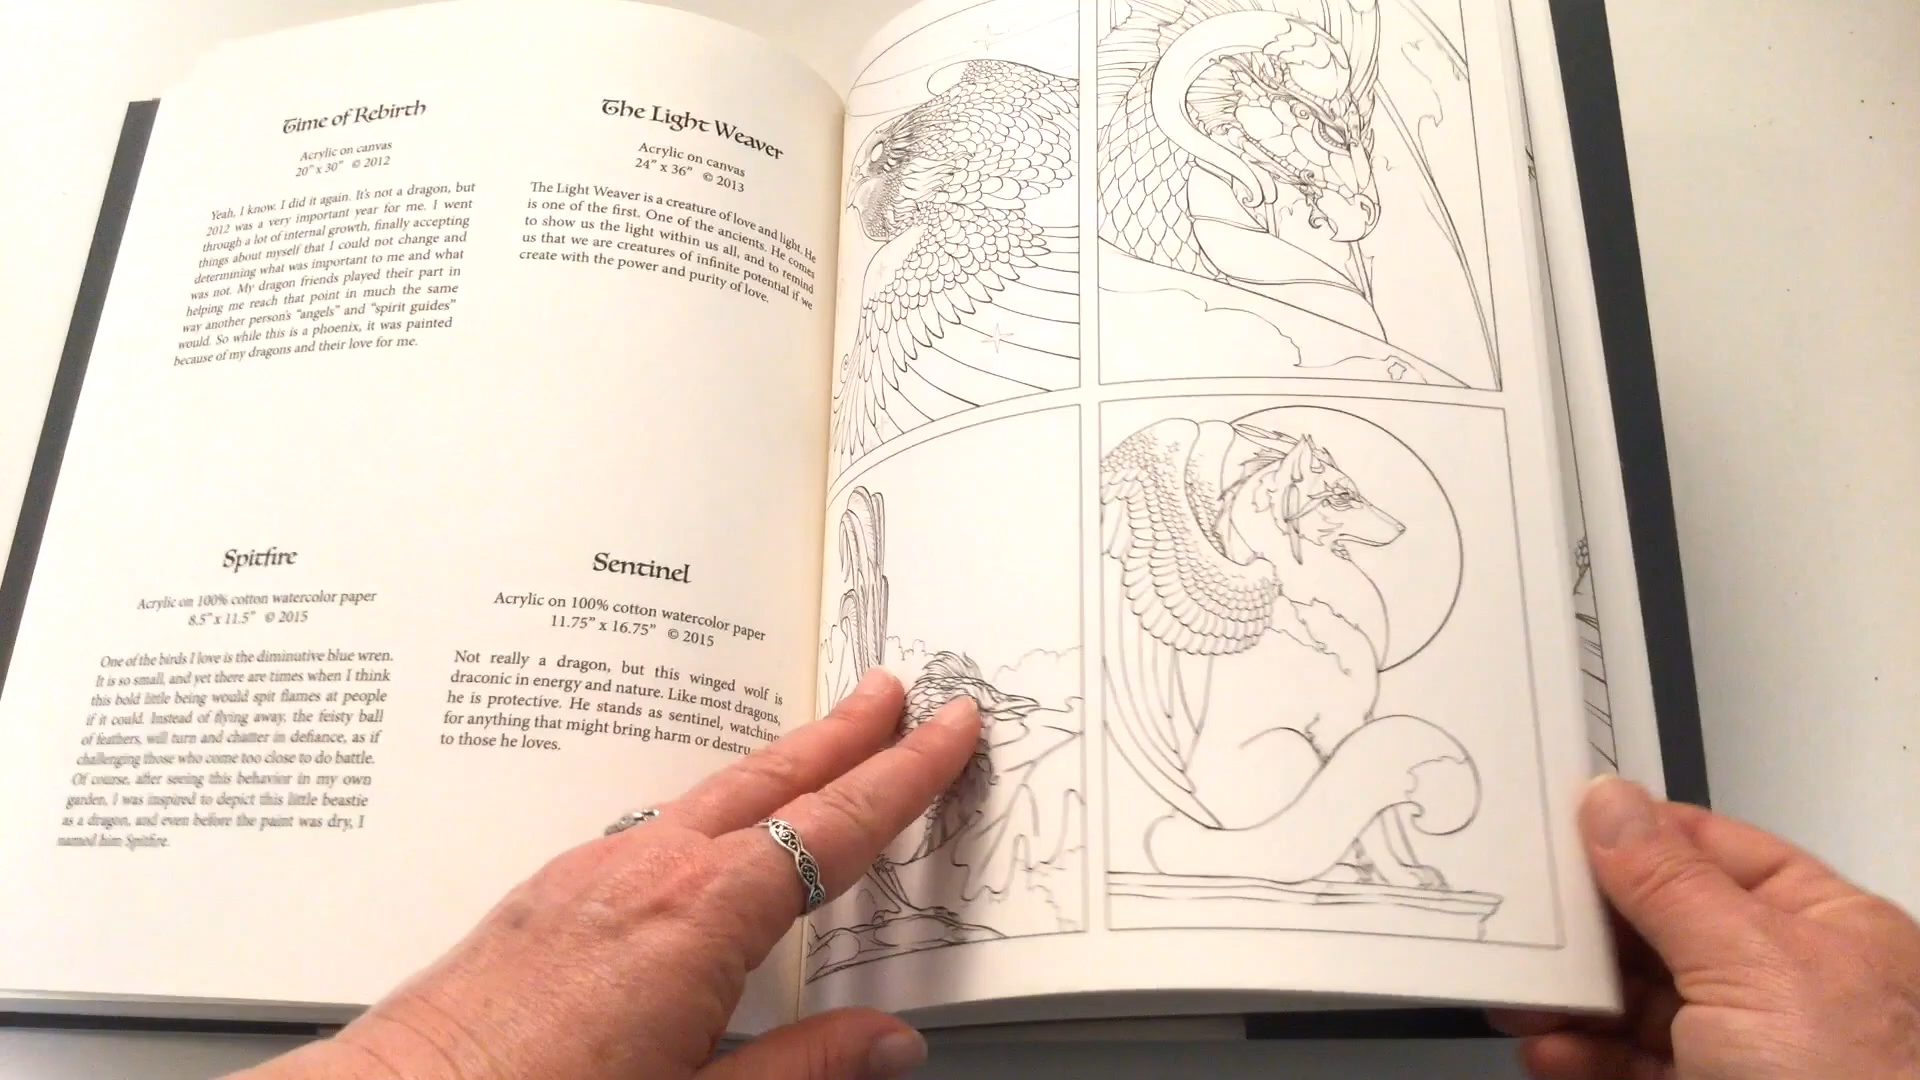 Time of Rebirth
Acrylic on canvas
20" x 30" © 2012
Yeah, I know. I did it again. It's not a dragon, but
2012 was a very important year for me. I went
through a lot of internal growth, finally accepting
things about myself that I could not change and
determining what was important to me and what
was not. My dragon friends played their part in
helping me reach that point in much the same
way another person's "angels" and "spirit guides"
would. So while this is a phoenix, it was painted
because of my dragons and their love for me.
The Light Weaver
Acrylic on canvas
24" x 36" © 2013
The Light Weaver is a creature of love and light. He
is one of the first. One of the ancients. He comes
to show us the light within us all, and to remind
us that we are creatures of infinite potential if we
create with the power and purity of love.
Spitfire
Acrylic on 100% cotton watercolor paper
8.5" x 11.5" © 2015
One of the birds I love is the diminutive blue wren.
It is so small, and yet there are times when I think
this bold little being would spit flames at people
if it could. Instead of flying away, the feisty ball
of feathers, will turn and chatter in defiance, as if
challenging those who come too close to do battle.
Of course, after seeing this behavior in my own
garden, I was inspired to depict this little beastie
as a dragon, and even before the paint was dry, I
named him Spitfire.
Sentinel
Acrylic on 100% cotton watercolor paper
11.75" x 16.75" © 2015
Not really a dragon, but this winged wolf is
draconic in energy and nature. Like most dragons,
he is protective. He stands as sentinel, watching
for anything that might bring harm or destru
to those he loves.